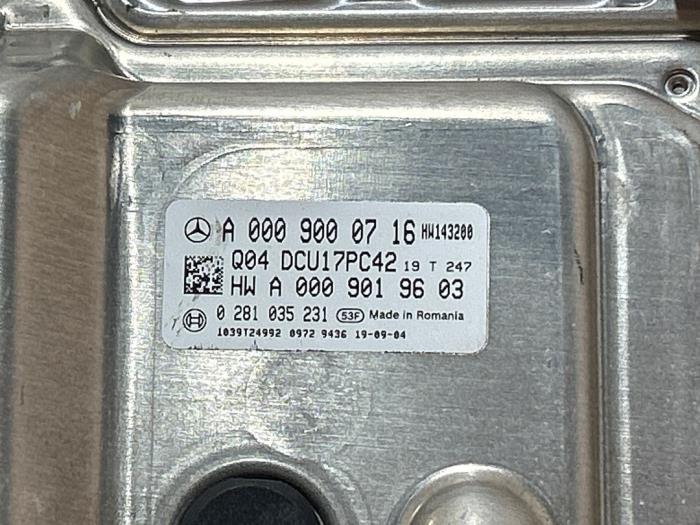 A 000 900 07 16 HW143200
Q04 DCU17PC42 19 T 247
HW A 000 901 96 03
0 281 035 231 53F Made in Romania
1039T24992 0972 9436 19-09-04